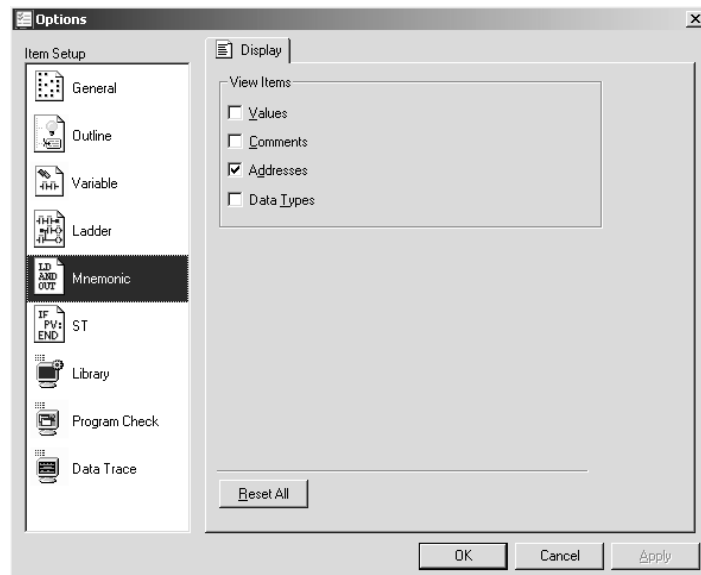 Options
Item Setup
General
Outline
Variable
Ladder
LD
AND
OUT
Mnemonic
IF
PV:
END
ST
Library
Program Check
Data Trace
Display
View Items
Values
Comments
Addresses
Data Types
Reset All
OK
Cancel
Apply